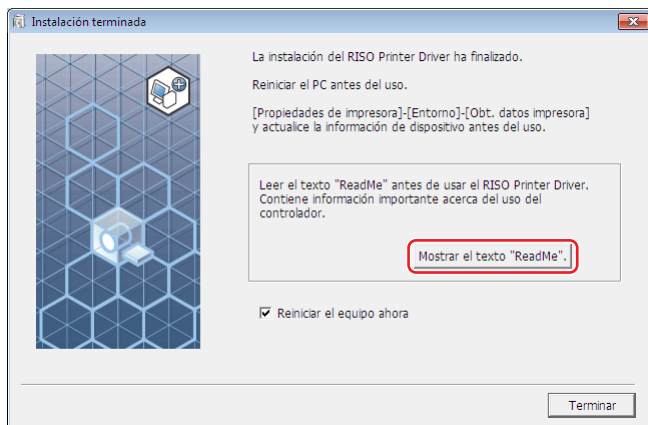 Instalación terminada
La instalación del RISO Printer Driver ha finalizado.
Reiniciar el PC antes del uso.
[Propiedades de impresora]-[Entorno]-[Obt. datos impresora]
y actualice la información de dispositivo antes del uso.
Leer el texto "ReadMe" antes de usar el RISO Printer Driver.
Contiene información importante acerca del uso del
controlador.
Mostrar el texto "ReadMe".
Reiniciar el equipo ahora
Terminar